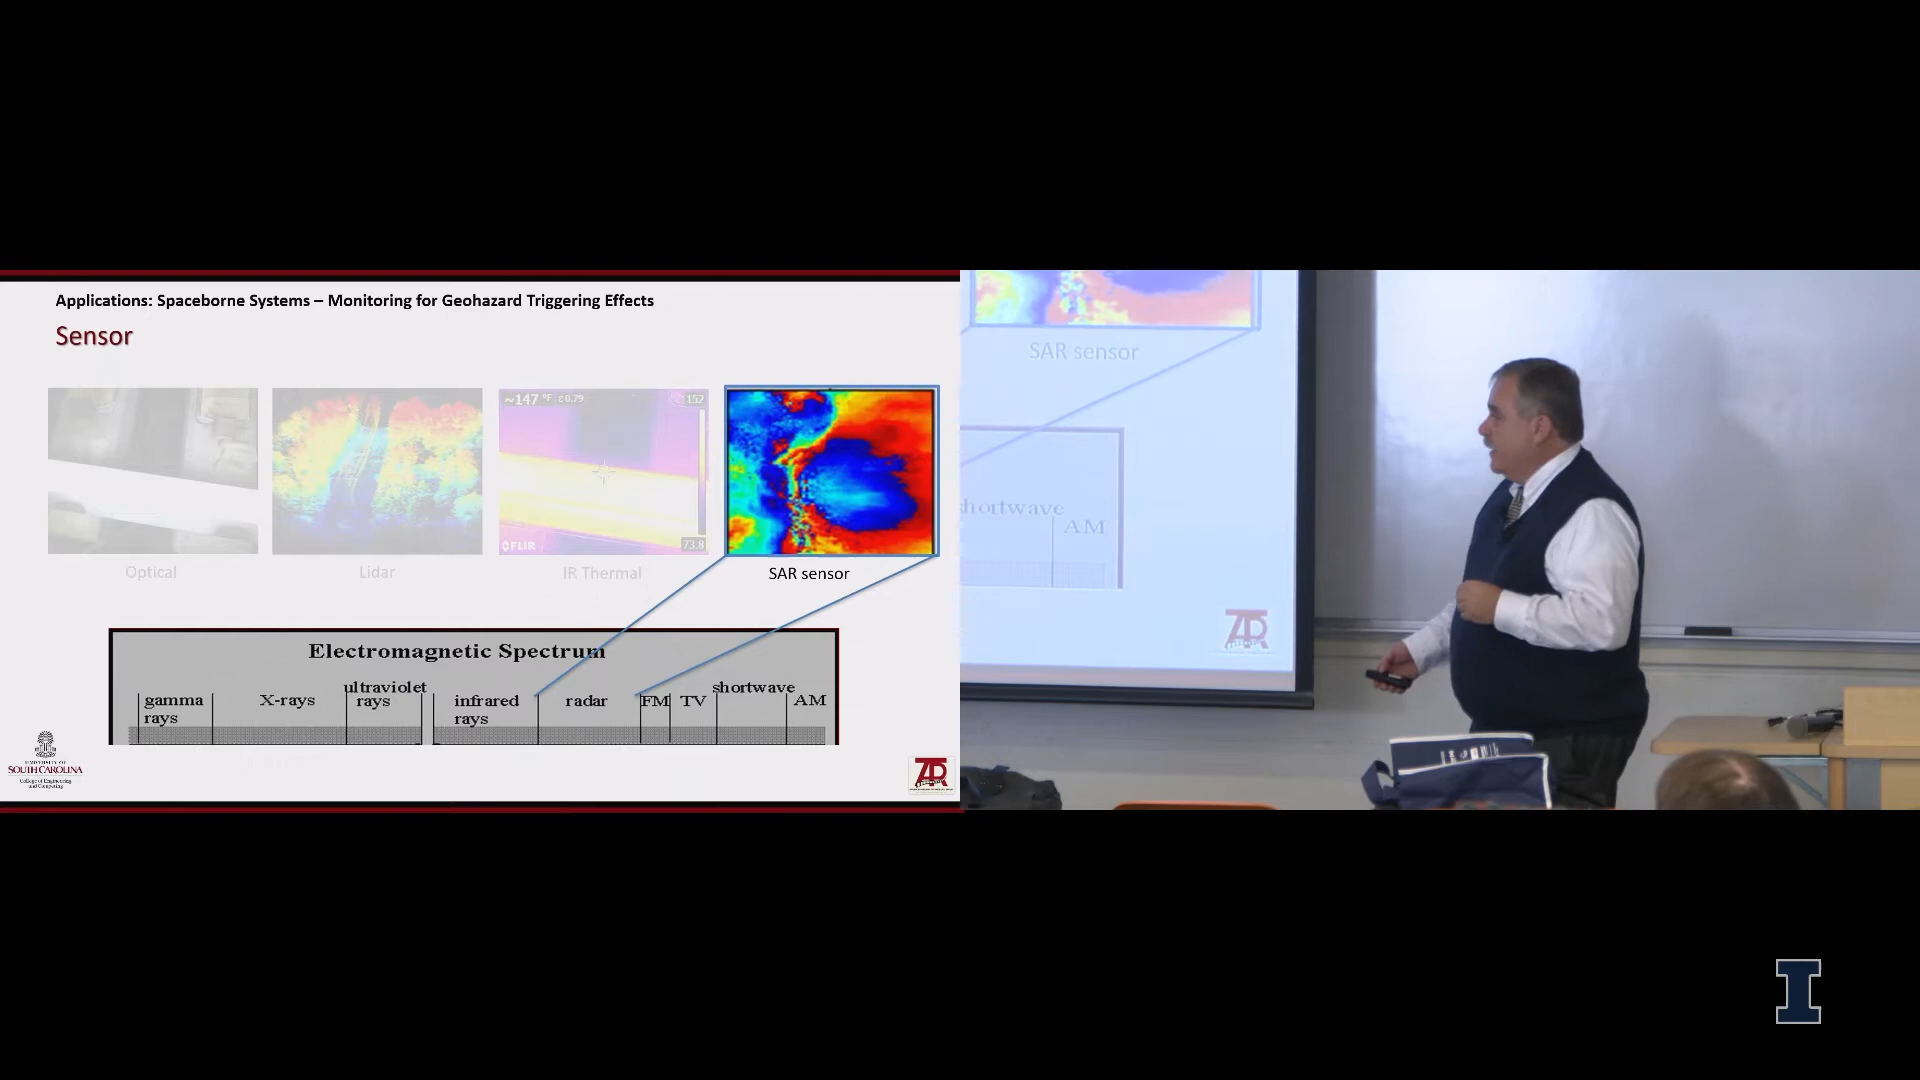 Applications: Spaceborne Systems – Monitoring for Geohazard Triggering Effects
Sensor
~147 °F ε0.79 152
73.8
FLIR
Optical
Lidar
IR Thermal
SAR sensor
Electromagnetic Spectrum
gamma rays
X-rays
ultraviolet rays
infrared rays
radar
FM
TV
shortwave
AM
UNIVERSITY OF
SOUTH CAROLINA
College of Engineering
and Computing
SAR sensor
shortwave
AM
I